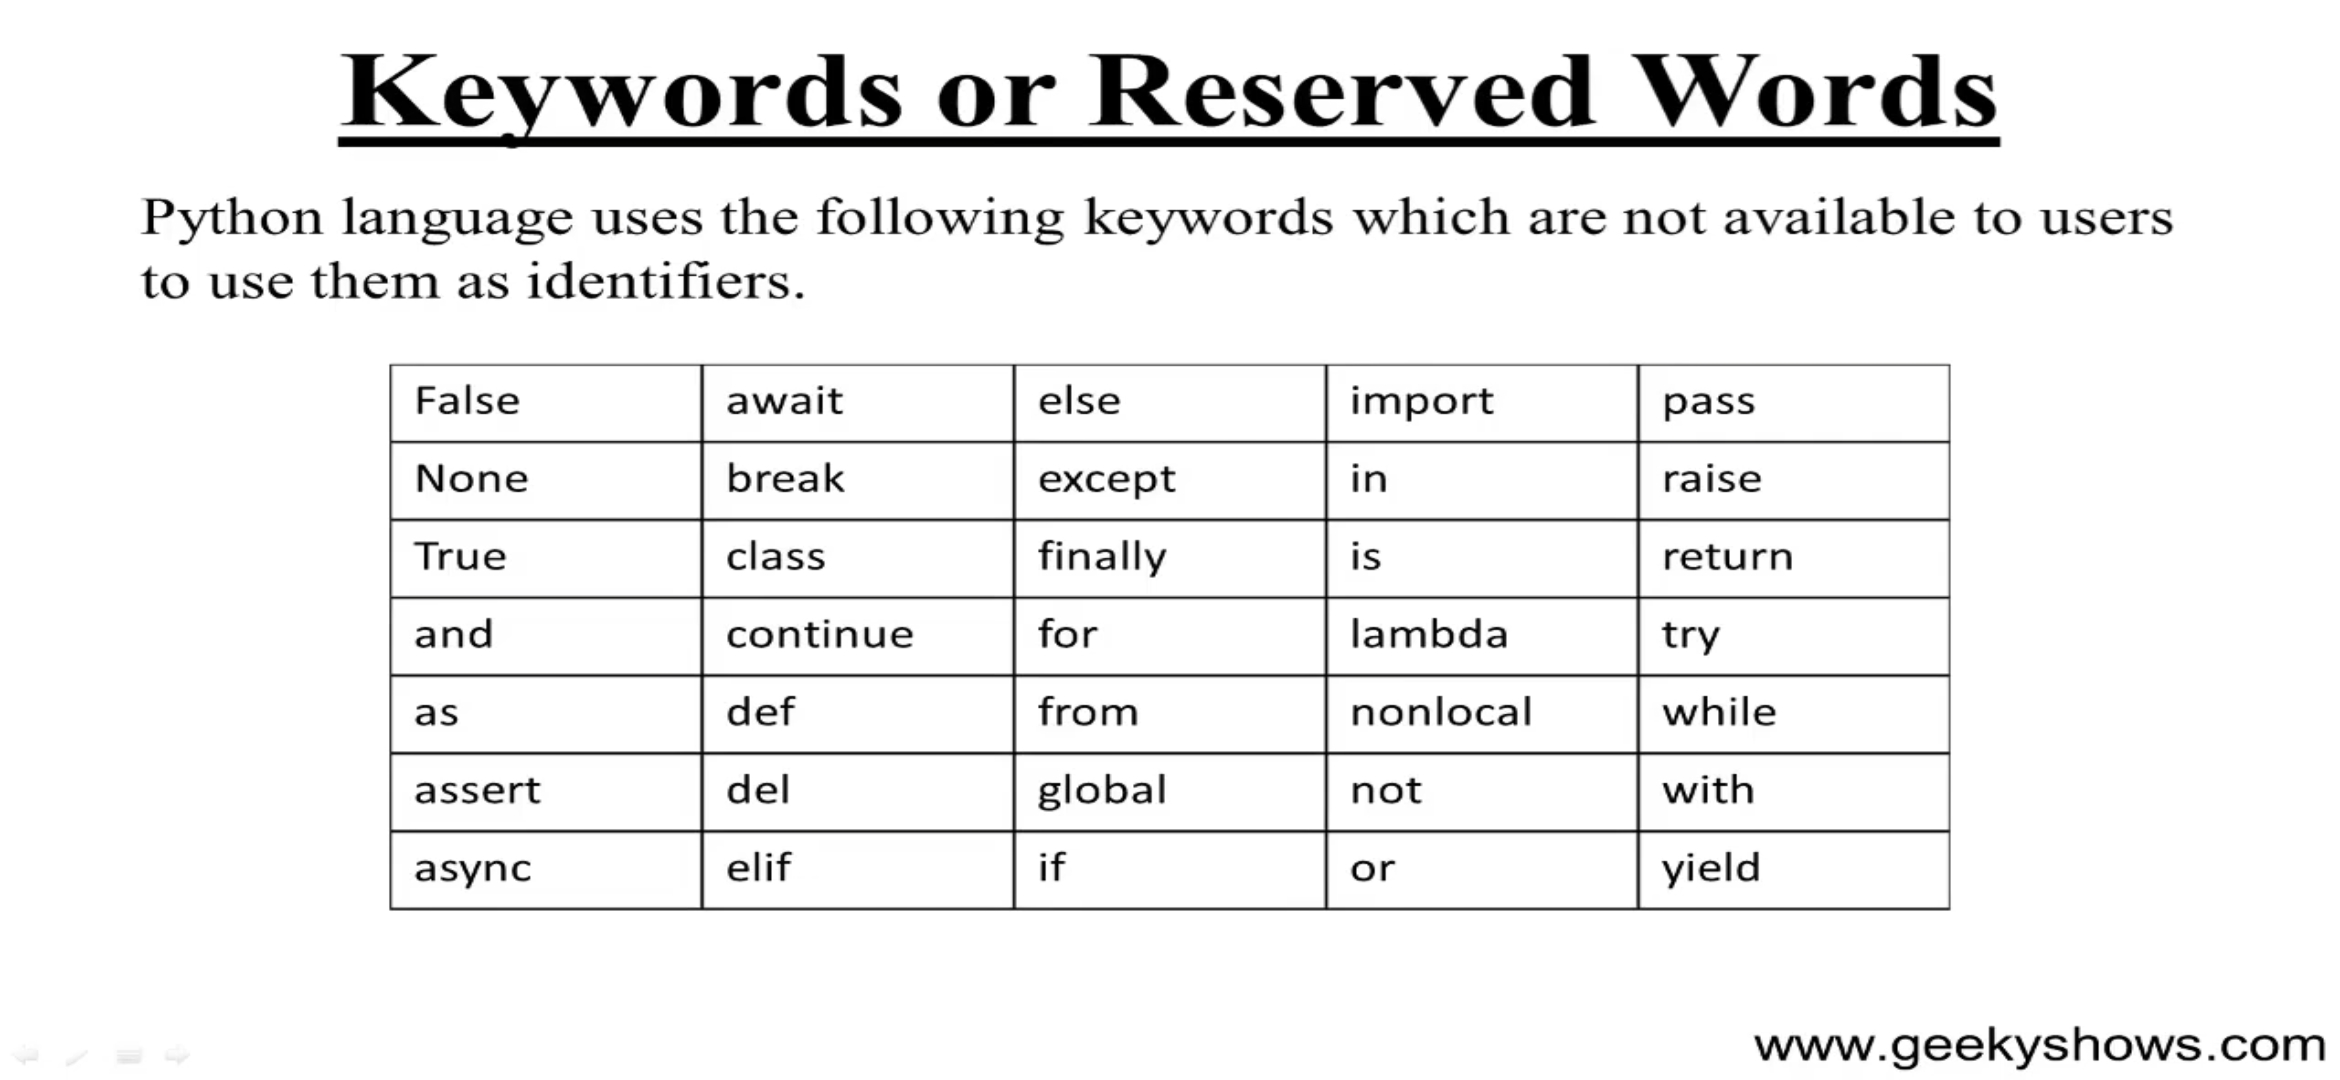 Keywords or Reserved Words
Python language uses the following keywords which are not available to users
to use them as identifiers.
False await else import pass
None break except in raise
True class finally is return
and continue for lambda try
as def from nonlocal while
assert del global not with
async elif if or yield
www.geekyshows.com